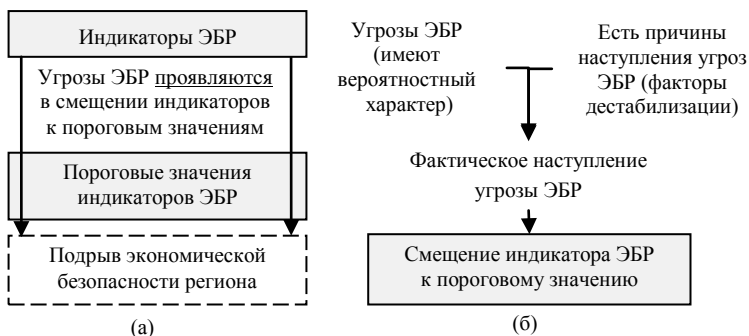 Индикаторы ЭБР
Угрозы ЭБР проявляются
в смещении индикаторов
к пороговым значениям
Пороговые значения
индикаторов ЭБР
Подрыв экономической
безопасности региона
(а)
Угрозы ЭБР
(имеют
вероятностный
характер)
Есть причины
наступления угроз
ЭБР (факторы
дестабилизации)
Фактическое наступление
угрозы ЭБР
Смещение индикатора ЭБР
к пороговому значению
(б)